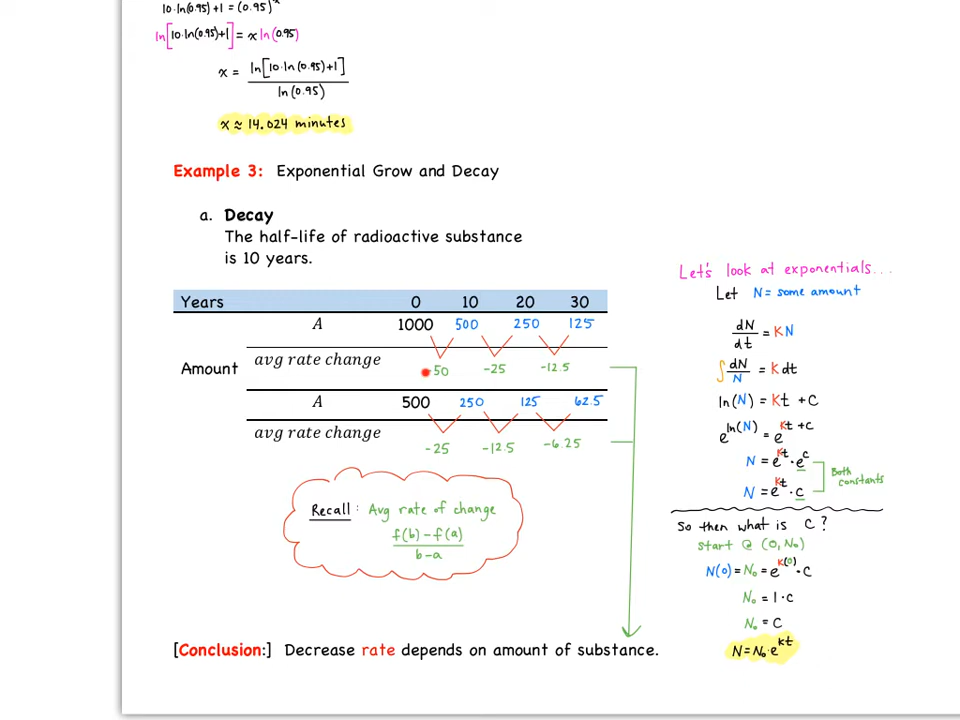 10·ln(0.95)+1 = (0.95)^x
ln[10·ln(0.95)+1] = x ln(0.95)
x = ln[10·ln(0.95)+1] / ln(0.95)
x ≈ 14.024 minutes
Example 3: Exponential Grow and Decay
a. Decay
The half-life of radioactive substance
is 10 years.
Years 0 10 20 30
A 1000 500 250 125
avg rate change 50 -25 -12.5
Amount
A 500 250 125 62.5
avg rate change -25 -12.5 -6.25
Recall: Avg rate of change
f(b)-f(a)
b-a
[Conclusion:] Decrease rate depends on amount of substance.
Let's look at exponentials...
Let N = some amount
dN/dt = KN
∫ dN/N = K dt
ln(N) = Kt + C
e^ln(N) = e^Kt+C
N = e^Kt · e^C
N = e^Kt · C
Both
constants
So then what is C?
Start @ (0, N₀)
N(0) = N₀ = e^K(0) · C
N₀ = 1·C
N₀ = C
N = N₀·e^kt